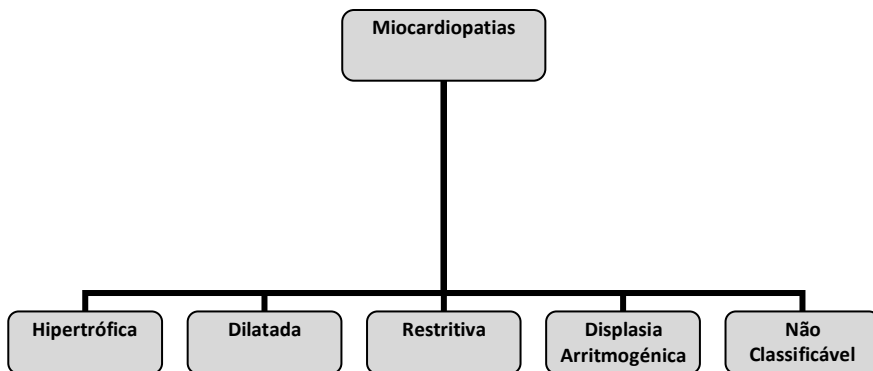 Miocardiopatias
Hipertrófica
Dilatada
Restritiva
Displasia
Arritmogénica
Não
Classificável